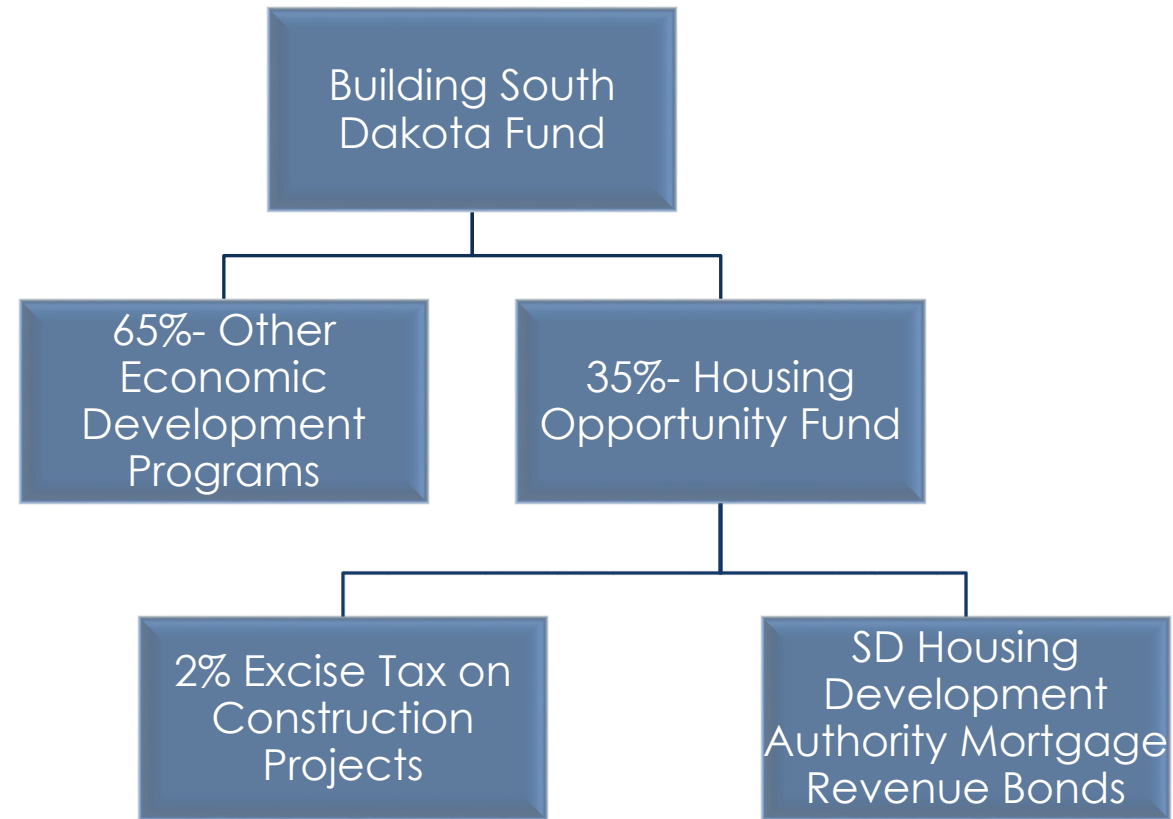 Building South
Dakota Fund
65%- Other
Economic
Development
Programs
35%- Housing
Opportunity Fund
2% Excise Tax on
Construction
Projects
SD Housing
Development
Authority Mortgage
Revenue Bonds